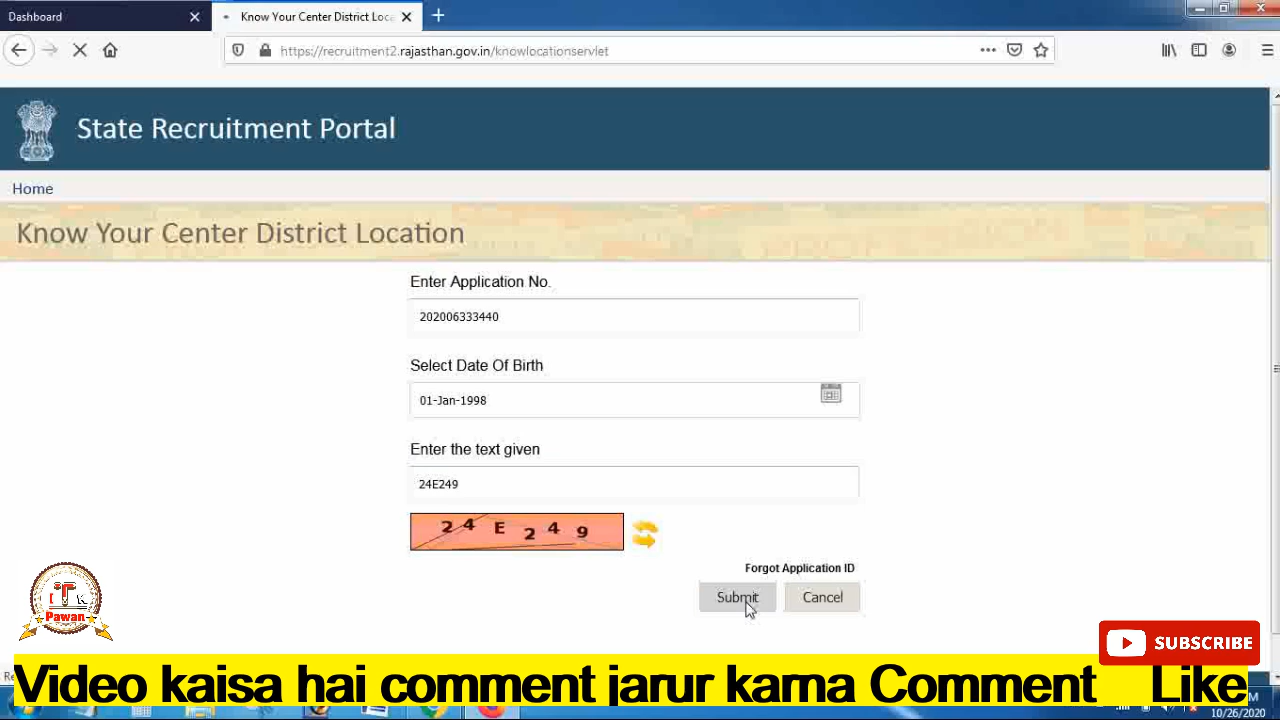 Dashboard
Know Your Center District Loca
https://recruitment2.rajasthan.gov.in/knowlocationservlet
State Recruitment Portal
Home
Know Your Center District Location
Enter Application No.
202006333440
Select Date Of Birth
01-Jan-1998
Enter the text given
24E249
2 4 E 2 4 9
Forgot Application ID
Submit
Cancel
ITK
Pawan
SUBSCRIBE
Video kaisa hai comment jarur karna Comment Like
10/26/2020